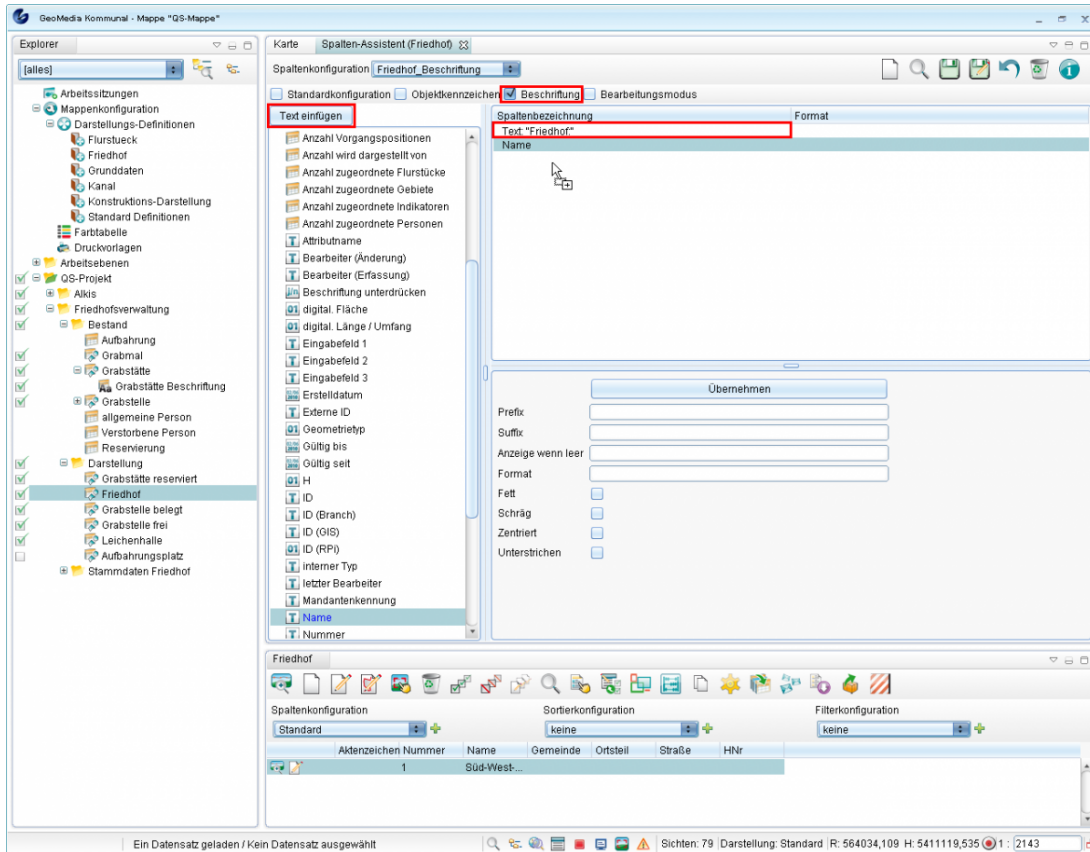 GeoMedia Kommunal - Mappe "QS-Mappe"
Explorer
[alles]
Arbeitssitzungen
Mappenkonfiguration
Darstellungs-Definitionen
Flurstueck
Friedhof
Grunddaten
Kanal
Konstruktions-Darstellung
Standard Definitionen
Farbtabelle
Druckvorlagen
Arbeitsebenen
QS-Projekt
Alkis
Friedhofsverwaltung
Bestand
Aufbahrung
Grabmal
Grabstätte
Grabstätte Beschriftung
Grabstelle
allgemeine Person
Verstorbene Person
Reservierung
Darstellung
Grabstätte reserviert
Friedhof
Grabstelle belegt
Grabstelle frei
Leichenhalle
Aufbahrungsplatz
Stammdaten Friedhof
Karte Spalten-Assistent (Friedhof)
Spaltenkonfiguration Friedhof_Beschriftung
Standardkonfiguration Objektkennzeichen Beschriftung Bearbeitungsmodus
Text einfügen
Anzahl Vorgangspositionen
Anzahl wird dargestellt von
Anzahl zugeordnete Flurstücke
Anzahl zugeordnete Gebiete
Anzahl zugeordnete Indikatoren
Anzahl zugeordnete Personen
Attributname
Bearbeiter (Änderung)
Bearbeiter (Erfassung)
Beschriftung unterdrücken
digital. Fläche
digital. Länge / Umfang
Eingabefeld 1
Eingabefeld 2
Eingabefeld 3
Erstelldatum
Externe ID
Geometrietyp
Gültig bis
Gültig seit
H
ID
ID (Branch)
ID (GIS)
ID (RPi)
interner Typ
letzter Bearbeiter
Mandantenkennung
Name
Nummer
Spaltenbezeichnung Format
Text: "Friedhof:"
Name
Übernehmen
Prefix
Suffix
Anzeige wenn leer
Format
Fett
Schräg
Zentriert
Unterstrichen
Friedhof
Spaltenkonfiguration Sortierkonfiguration Filterkonfiguration
Standard keine keine
Aktenzeichen Nummer Name Gemeinde Ortsteil Straße HNr
1 Süd-West-...
Ein Datensatz geladen / Kein Datensatz ausgewählt
Sichten: 79 Darstellung: Standard R: 564034,109 H: 5411119,535 1 : 2143